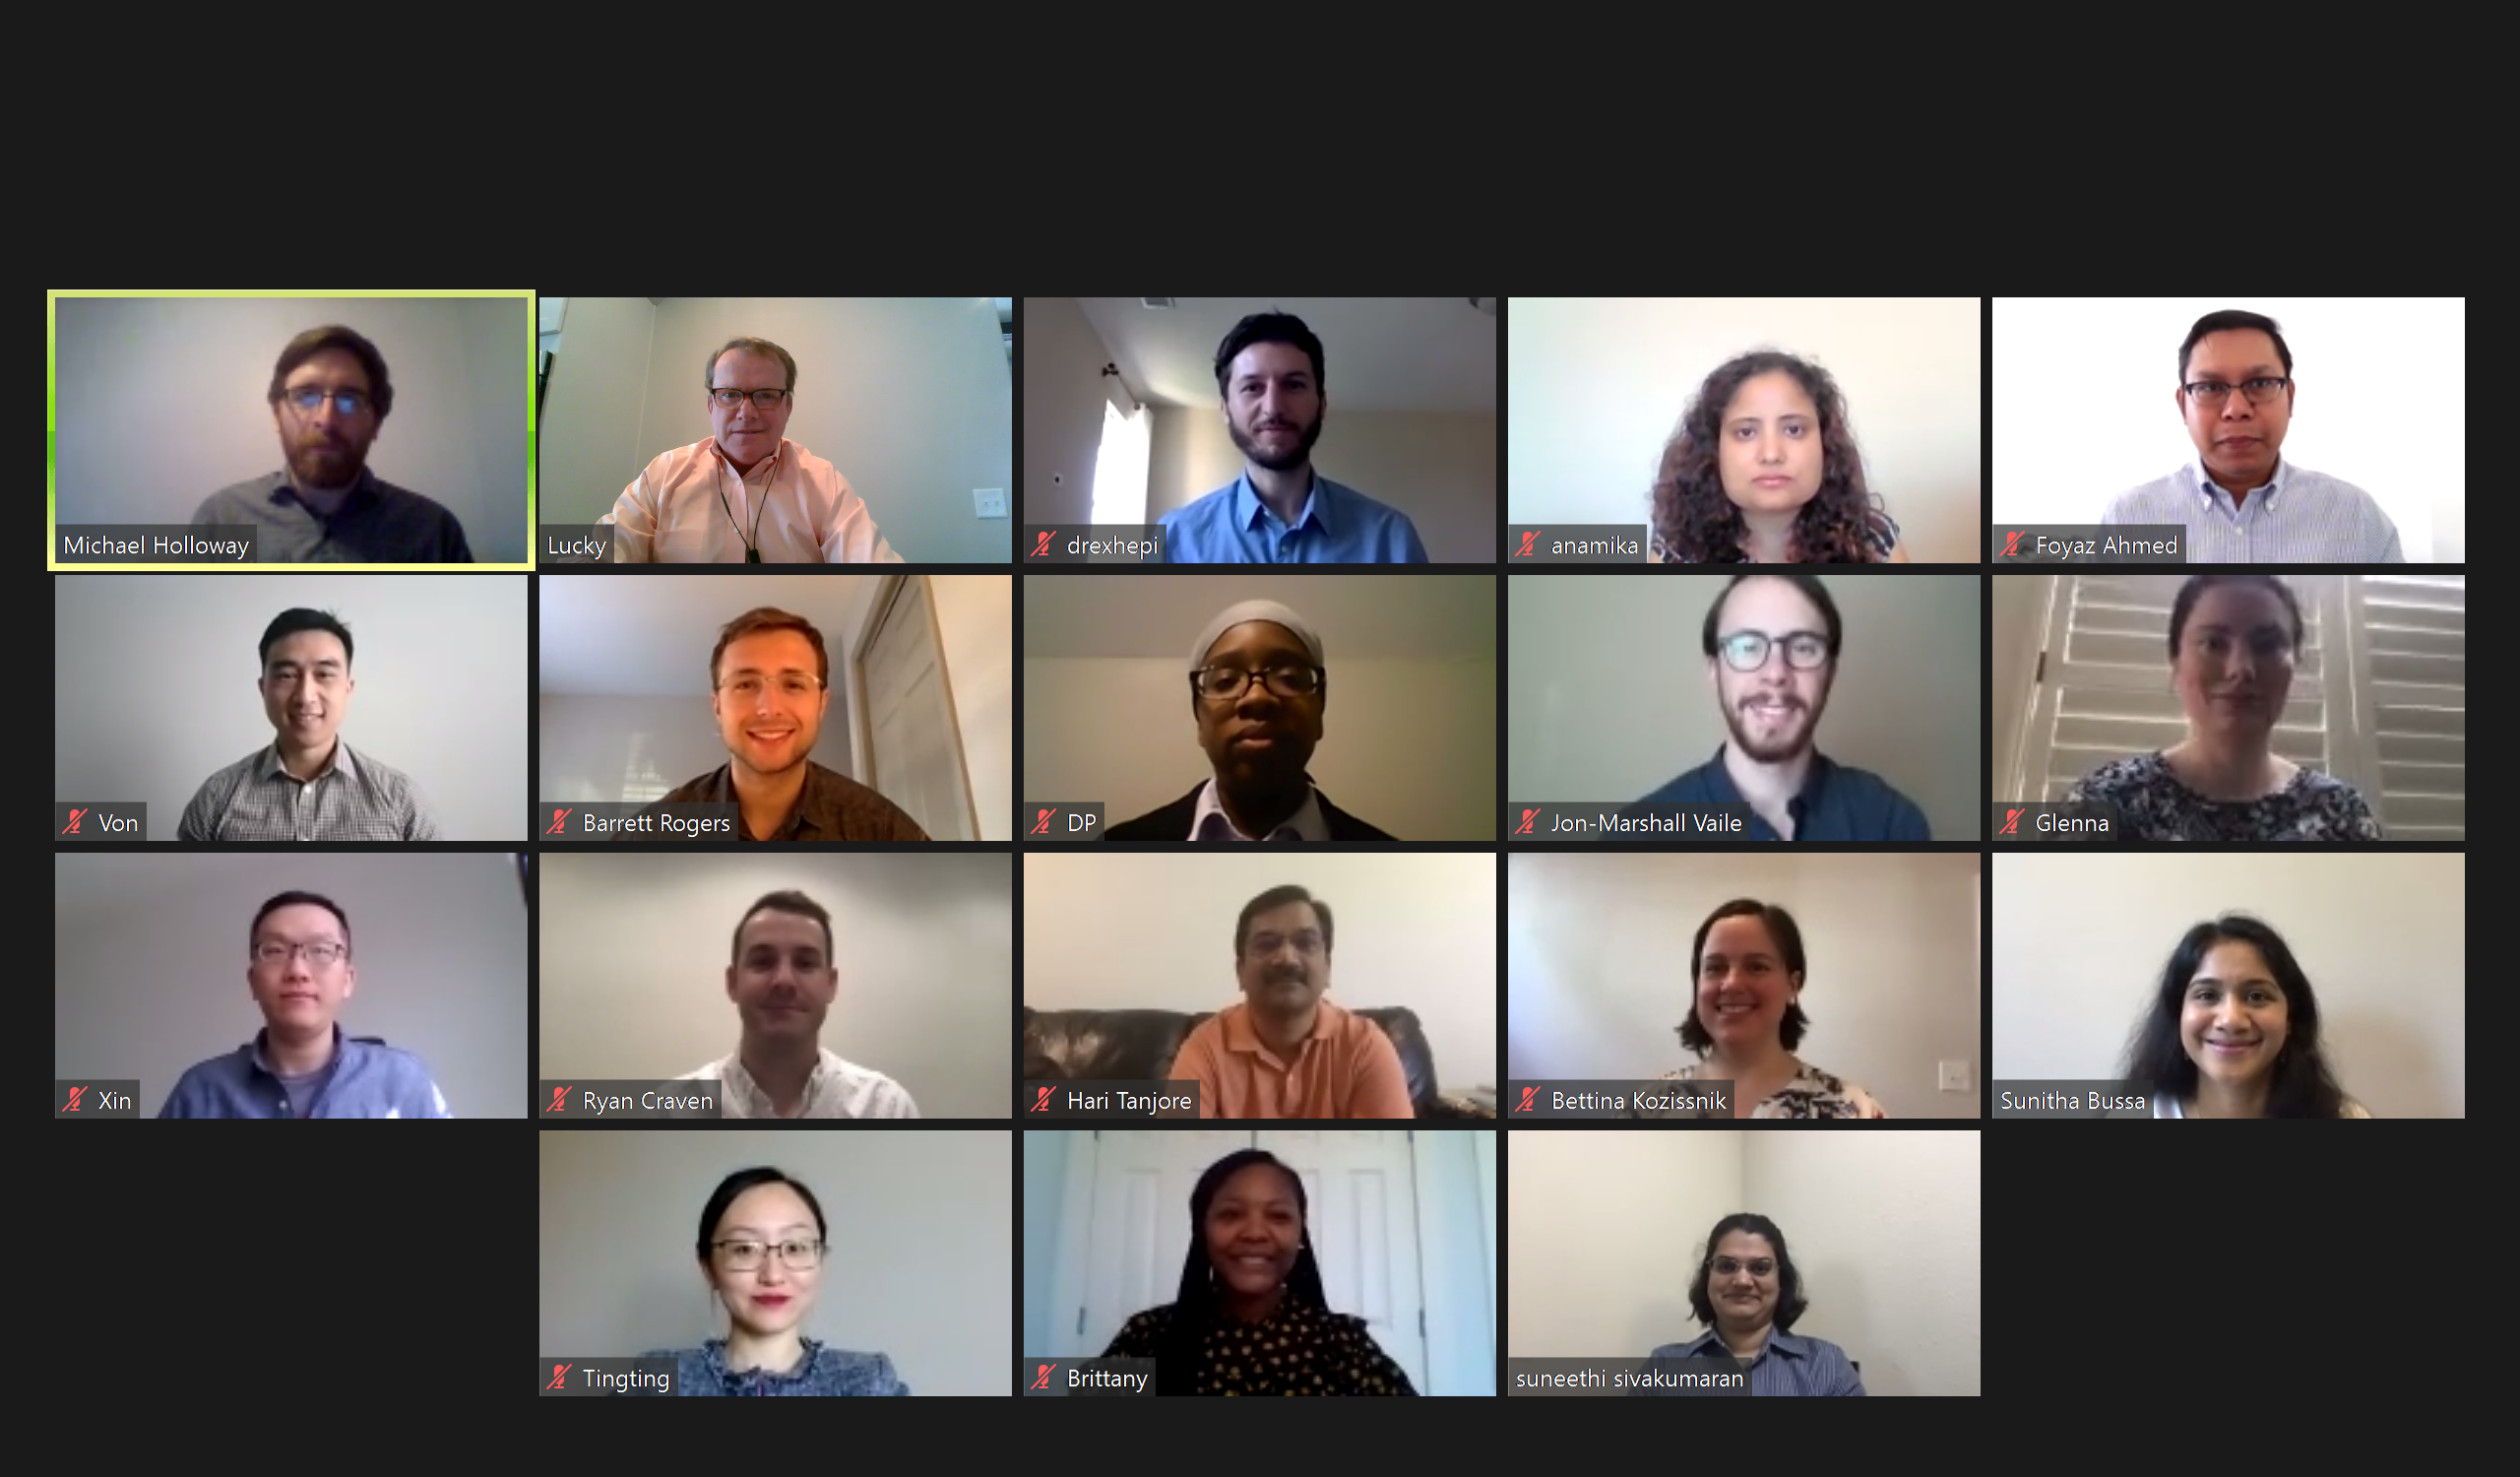 Michael Holloway
Lucky
drexhepi
anamika
Foyaz Ahmed
Von
Barrett Rogers
DP
Jon-Marshall Vaile
Glenna
Xin
Ryan Craven
Hari Tanjore
Bettina Kozissnik
Sunitha Bussa
Tingting
Brittany
suneethi sivakumaran